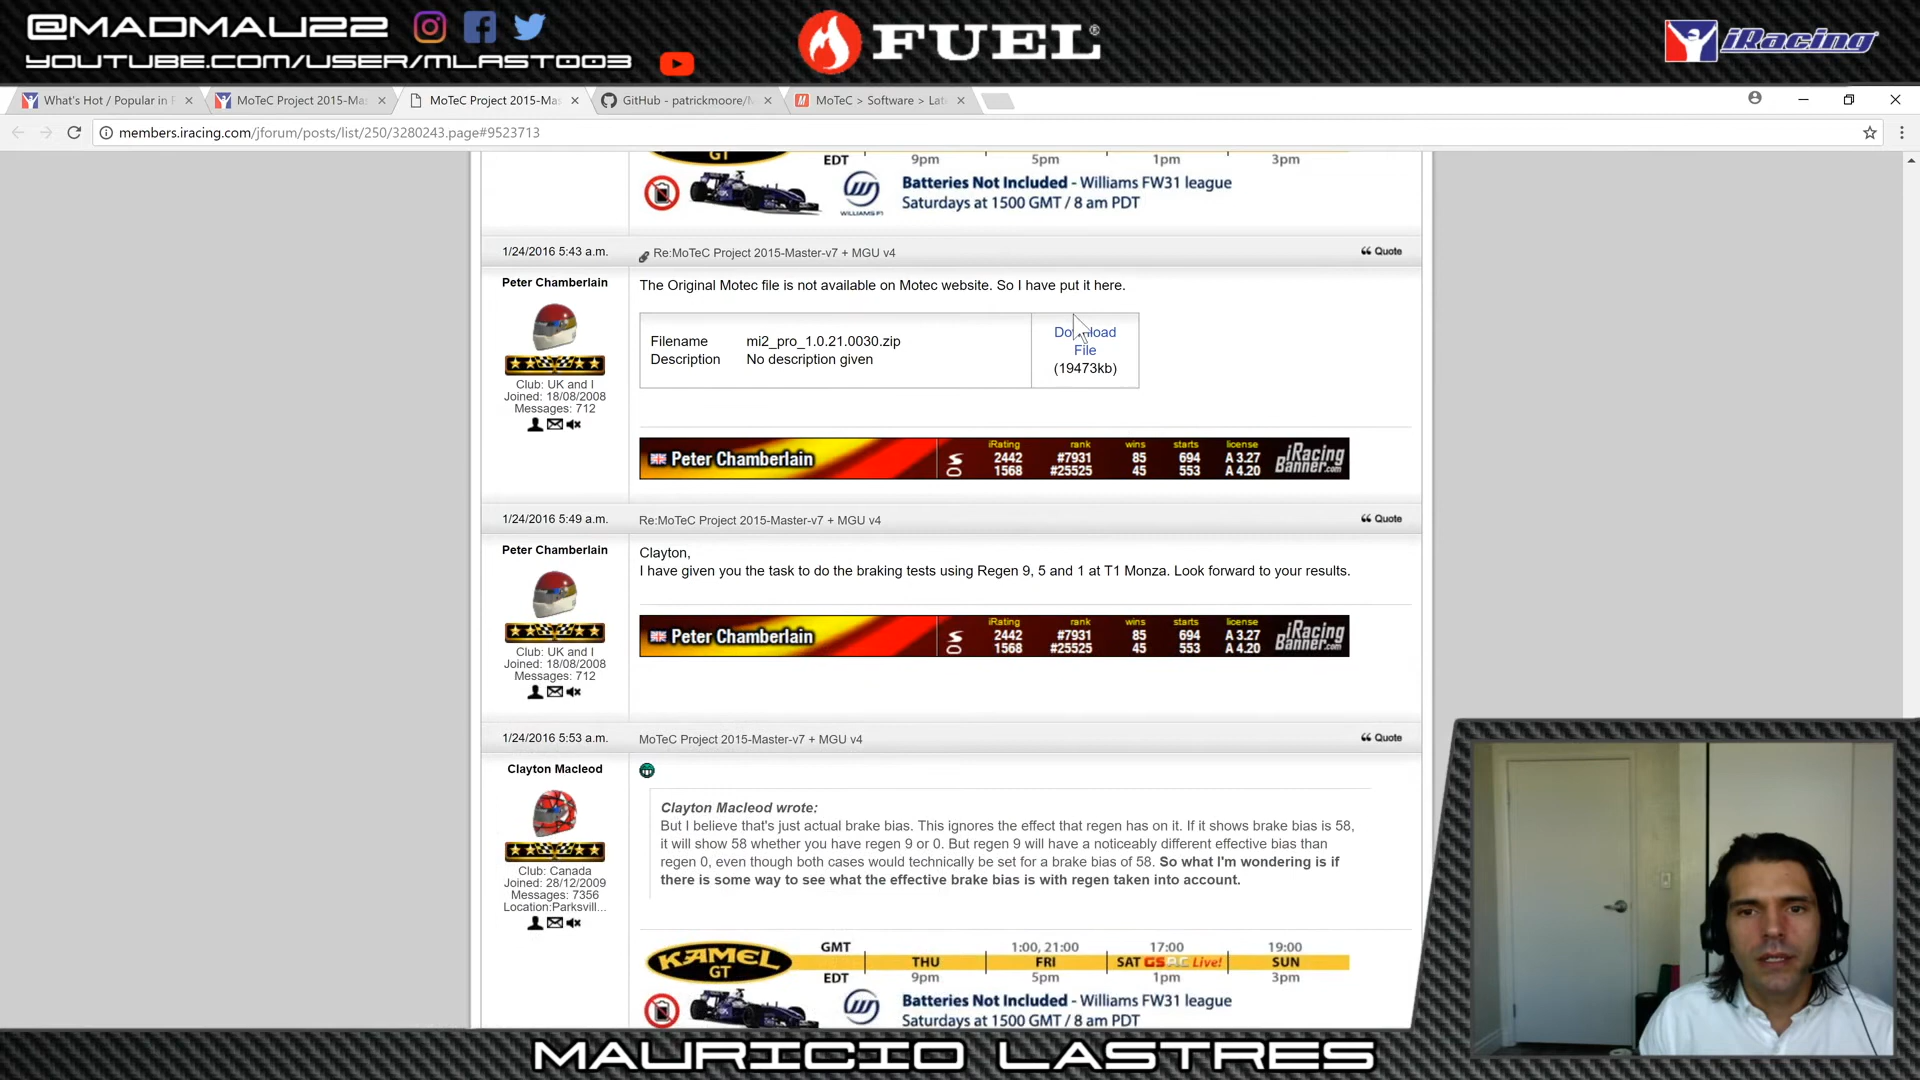 @MADMAU22
YOUTUBE.COM/USER/MLAST003
FUEL®
iRacing
What's Hot / Popular in
MoTeC Project 2015-Mas
MoTeC Project 2015-Mas
GitHub - patrickmoore/
MoTeC > Software > Lat
members.iracing.com/jforum/posts/list/250/3280243.page#9523713
GT EDT 9pm 5pm 1pm 3pm
WILLIAMS F1
Batteries Not Included - Williams FW31 league
Saturdays at 1500 GMT / 8 am PDT
1/24/2016 5:43 a.m. Re:MoTeC Project 2015-Master-v7 + MGU v4 Quote
Peter Chamberlain
The Original Motec file is not available on Motec website. So I have put it here.
Filename mi2_pro_1.0.21.0030.zip
Description No description given
Download
File
(19473kb)
Club: UK and I
Joined: 18/08/2008
Messages: 712
Peter Chamberlain
iRating rank wins starts license
S 2442 #7931 85 694 A 3.27
O 1568 #25525 45 553 A 4.20
iRacing
Banner.com
1/24/2016 5:49 a.m. Re:MoTeC Project 2015-Master-v7 + MGU v4 Quote
Peter Chamberlain
Clayton,
I have given you the task to do the braking tests using Regen 9, 5 and 1 at T1 Monza. Look forward to your results.
Club: UK and I
Joined: 18/08/2008
Messages: 712
Peter Chamberlain
iRating rank wins starts license
S 2442 #7931 85 694 A 3.27
O 1568 #25525 45 553 A 4.20
iRacing
Banner.com
1/24/2016 5:53 a.m. MoTeC Project 2015-Master-v7 + MGU v4 Quote
Clayton Macleod
Club: Canada
Joined: 28/12/2009
Messages: 7356
Location:Parksvill...
Clayton Macleod wrote:
But I believe that's just actual brake bias. This ignores the effect that regen has on it. If it shows brake bias is 58,
it will show 58 whether you have regen 9 or 0. But regen 9 will have a noticeably different effective bias than
regen 0, even though both cases would technically be set for a brake bias of 58. So what I'm wondering is if
there is some way to see what the effective brake bias is with regen taken into account.
KAMEL
GT
GMT 1:00, 21:00 17:00 19:00
THU FRI SAT GSRC Live! SUN
EDT 9pm 5pm 1pm 3pm
Batteries Not Included - Williams FW31 league
Saturdays at 1500 GMT / 8 am PDT
MAURICIO LASTRES